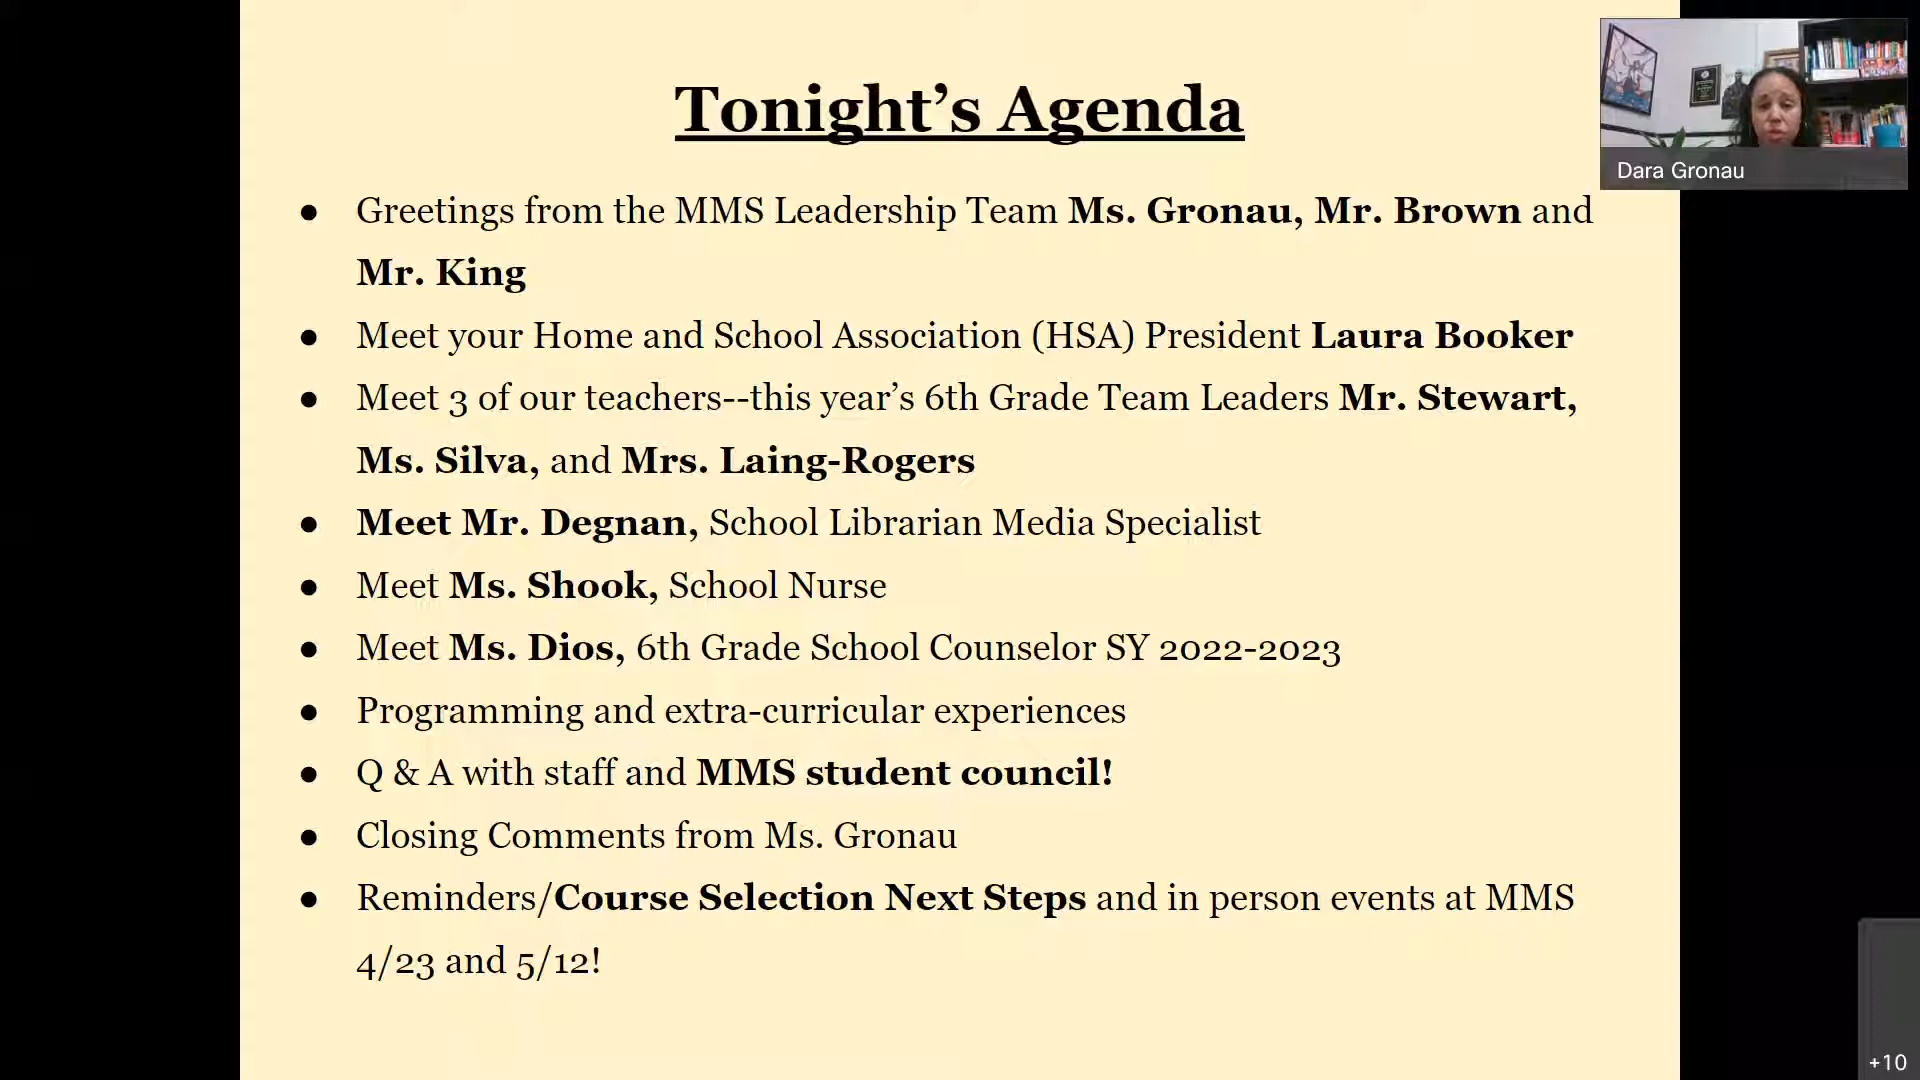 Tonight’s Agenda
● Greetings from the MMS Leadership Team Ms. Gronau, Mr. Brown and
Mr. King
● Meet your Home and School Association (HSA) President Laura Booker
● Meet 3 of our teachers--this year’s 6th Grade Team Leaders Mr. Stewart,
Ms. Silva, and Mrs. Laing-Rogers
● Meet Mr. Degnan, School Librarian Media Specialist
● Meet Ms. Shook, School Nurse
● Meet Ms. Dios, 6th Grade School Counselor SY 2022-2023
● Programming and extra-curricular experiences
● Q & A with staff and MMS student council!
● Closing Comments from Ms. Gronau
● Reminders/Course Selection Next Steps and in person events at MMS
4/23 and 5/12!
Dara Gronau
+10